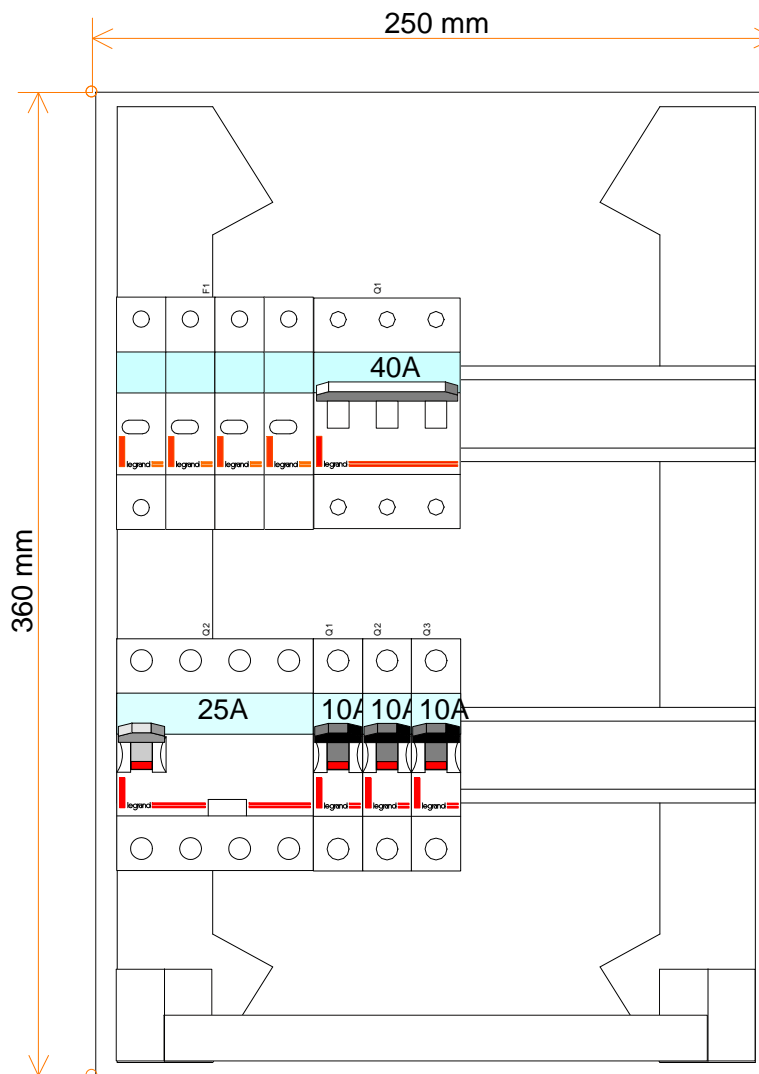 250 mm
360 mm
F1 Q1
40A
legrand legrand legrand legrand legrand
Q2 Q1 Q2 Q3
25A 10A 10A 10A
legrand legrand legrand legrand